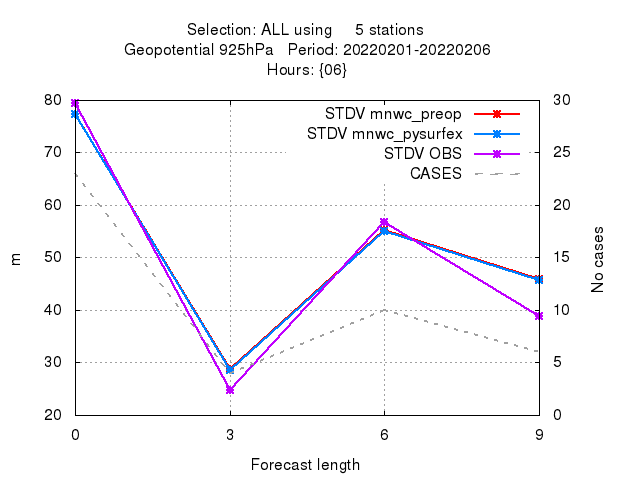 Selection: ALL using 5 stations
Geopotential 925hPa Period: 20220201-20220206
Hours: {06}
STDV mnwc_preop
STDV mnwc_pysurfex
STDV OBS
CASES
80
70
60
50
40
30
20
m
30
25
20
15
10
5
0
No cases
0 3 6 9
Forecast length